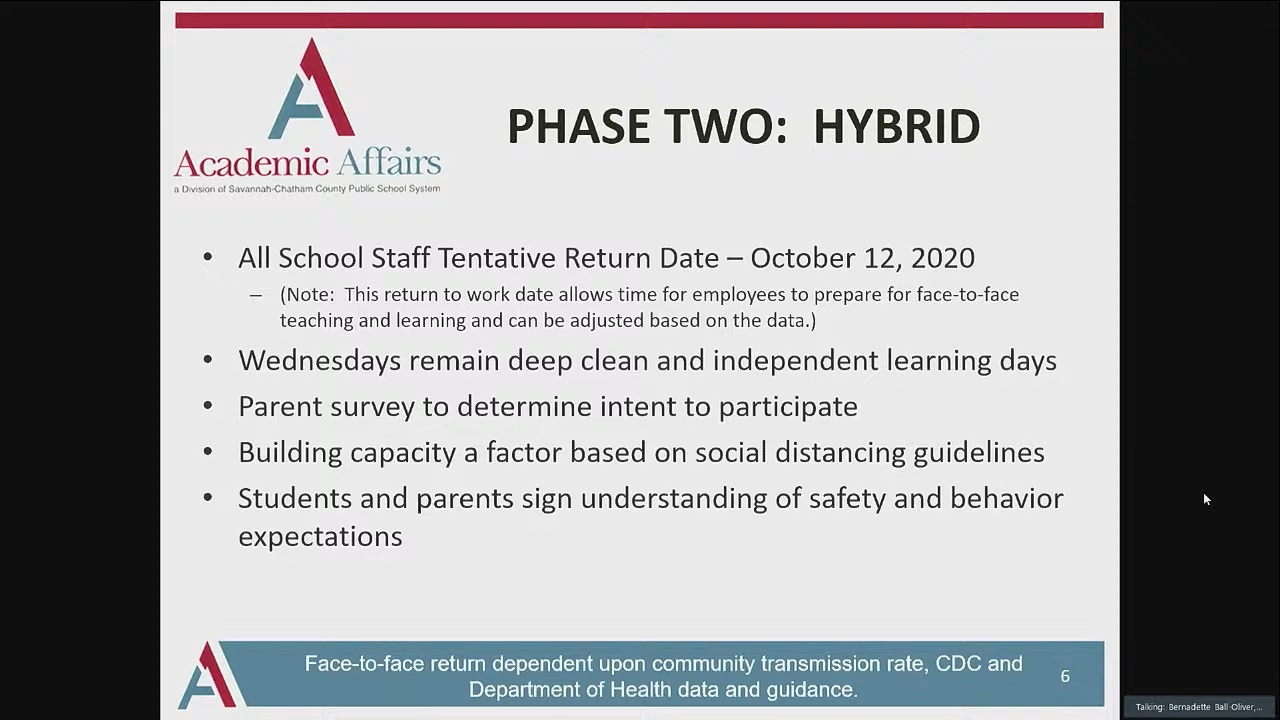 PHASE TWO:  HYBRID
Academic Affairs
a Division of Savannah-Chatham County Public School System
• All School Staff Tentative Return Date – October 12, 2020
– (Note:  This return to work date allows time for employees to prepare for face-to-face
teaching and learning and can be adjusted based on the data.)
• Wednesdays remain deep clean and independent learning days
• Parent survey to determine intent to participate
• Building capacity a factor based on social distancing guidelines
• Students and parents sign understanding of safety and behavior
expectations
Face-to-face return dependent upon community transmission rate, CDC and
Department of Health data and guidance.
6
Talking: Bernadette Ball-Oliver,...